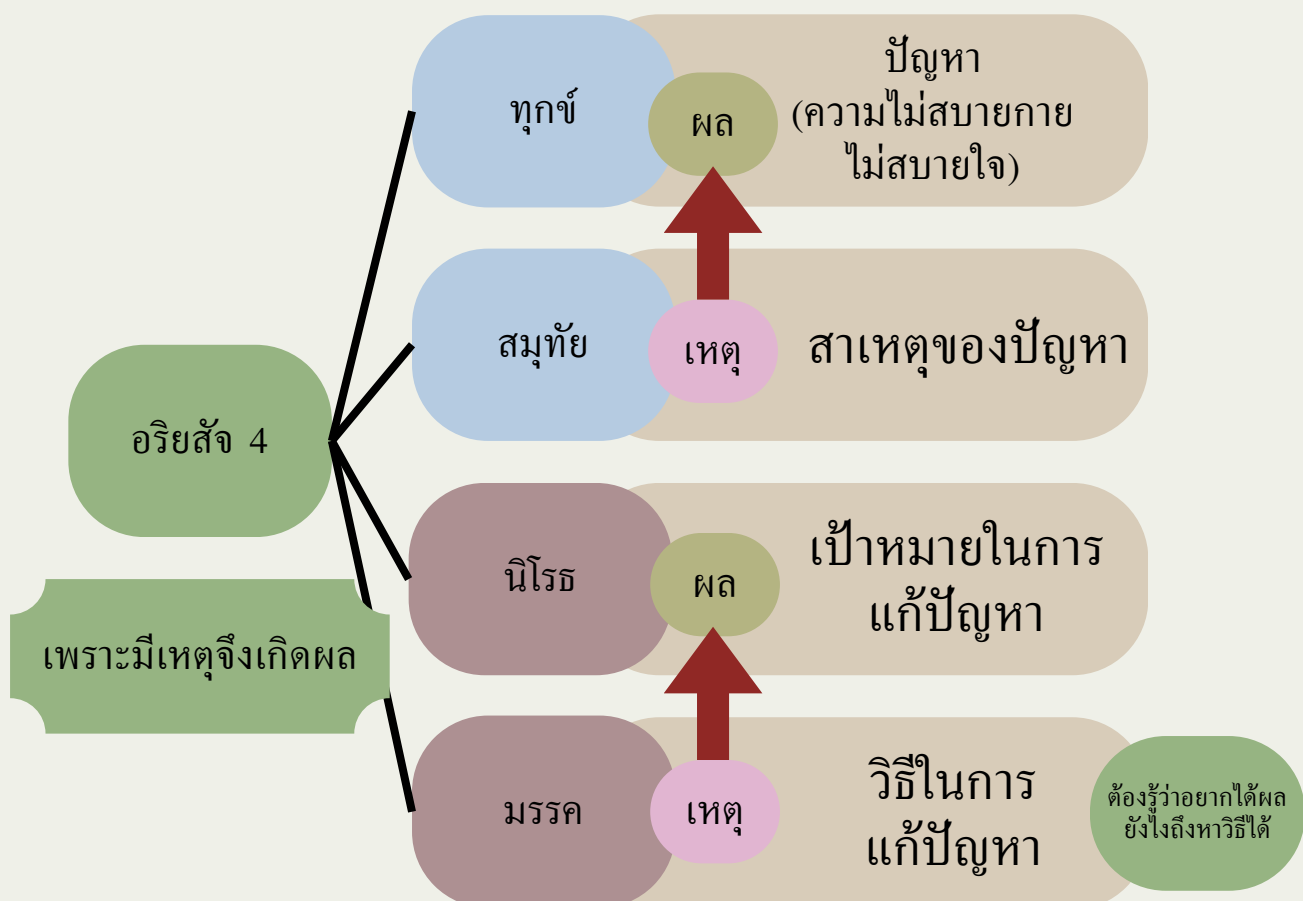 ทุกข์
ผล
ปัญหา
(ความไม่สบายกาย
ไม่สบายใจ)
สมุทัย
เหตุ
สาเหตุของปัญหา
อริยสัจ 4
นิโรธ
ผล
เป้าหมายในการ
แก้ปัญหา
เพราะมีเหตุจึงเกิดผล
มรรค
เหตุ
วิธีในการ
แก้ปัญหา
ต้องรู้ว่าอยากได้ผล
ยังไงถึงหาวิธีได้